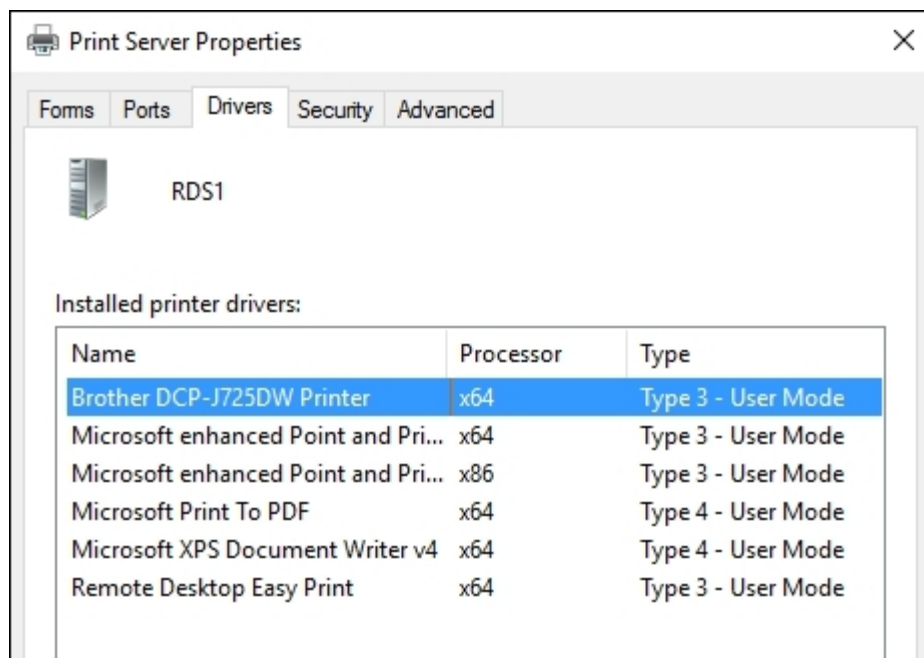 Print Server Properties
Forms Ports Drivers Security Advanced
RDS1
Installed printer drivers:
Name Processor Type
Brother DCP-J725DW Printer x64 Type 3 - User Mode
Microsoft enhanced Point and Pri... x64 Type 3 - User Mode
Microsoft enhanced Point and Pri... x86 Type 3 - User Mode
Microsoft Print To PDF x64 Type 4 - User Mode
Microsoft XPS Document Writer v4 x64 Type 4 - User Mode
Remote Desktop Easy Print x64 Type 3 - User Mode